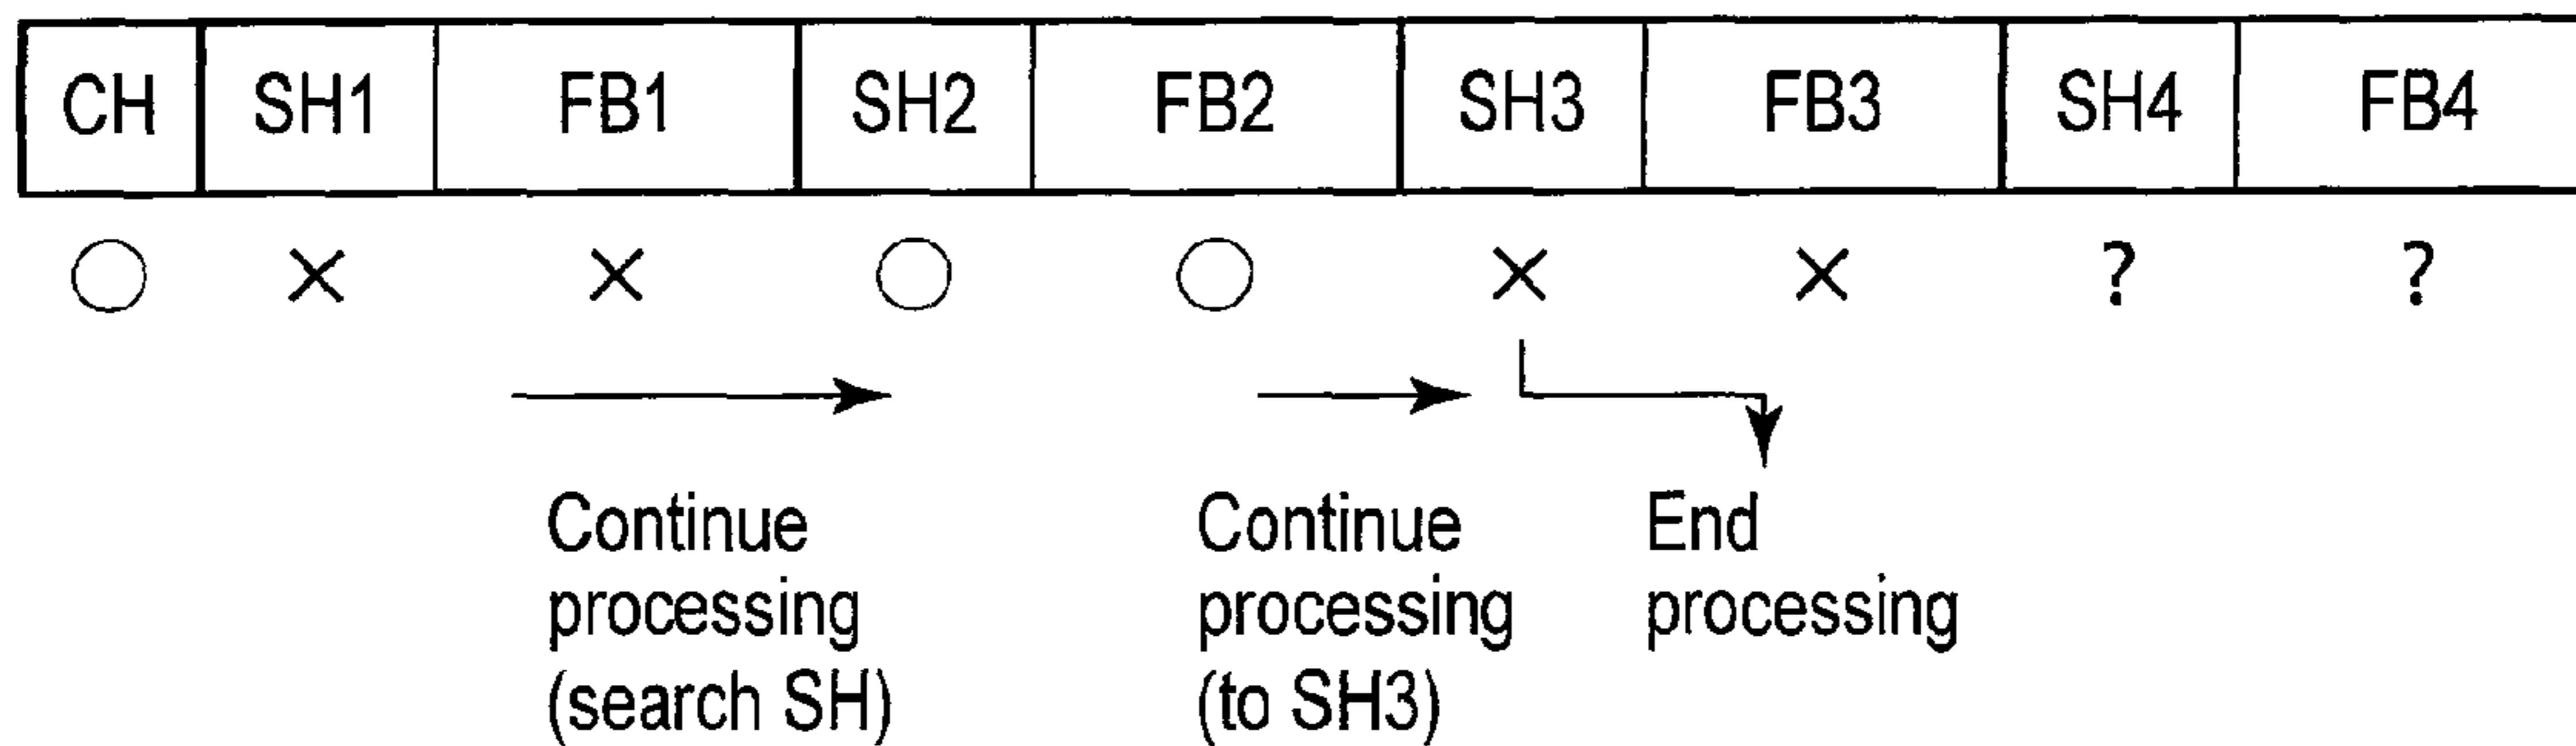 CH SH1 FB1 SH2 FB2 SH3 FB3 SH4 FB4
○ × × ○ ○ × × ? ?
Continue processing (search SH)
Continue processing (to SH3)
End processing